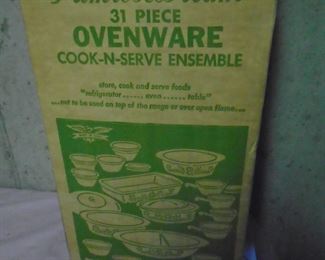 31 PIECE
OVENWARE
COOK-N-SERVE ENSEMBLE
store, cook and serve foods
"refrigerator ...... oven ...... table"
...not to be used on top of the range or over open flame...